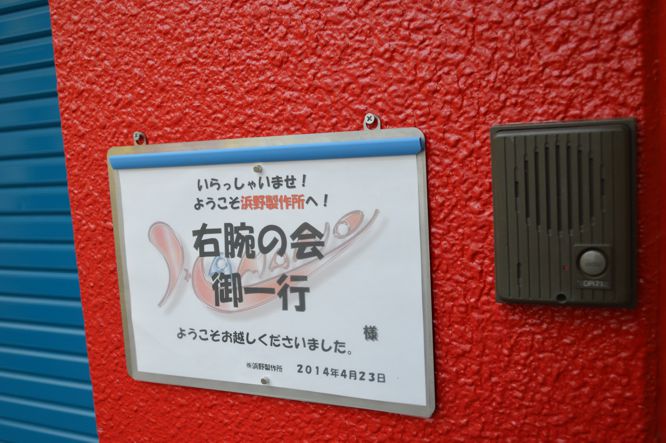 いらっしゃいませ!
ようこそ浜野製作所へ!
右腕の会
御一行
様
ようこそお越しくださいました。
㈱浜野製作所 2014年4月23日